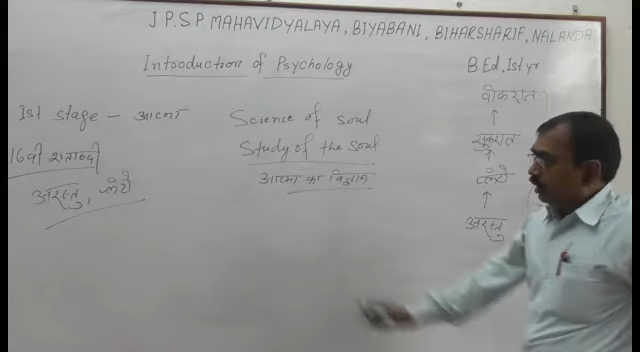 J P.S.P MAHAVIDYALAYA, BIYABANI, BIHARSHARIF, NALANDA
Intooduction of Psychology
B Ed. Ist yr
Ist stage – आत्मा
Science of soul
16वी शताब्दी
Study of the soul
आत्मा का विज्ञान
अरस्तु, प्लेटो
सुकरात
प्लेटो
अरस्तु